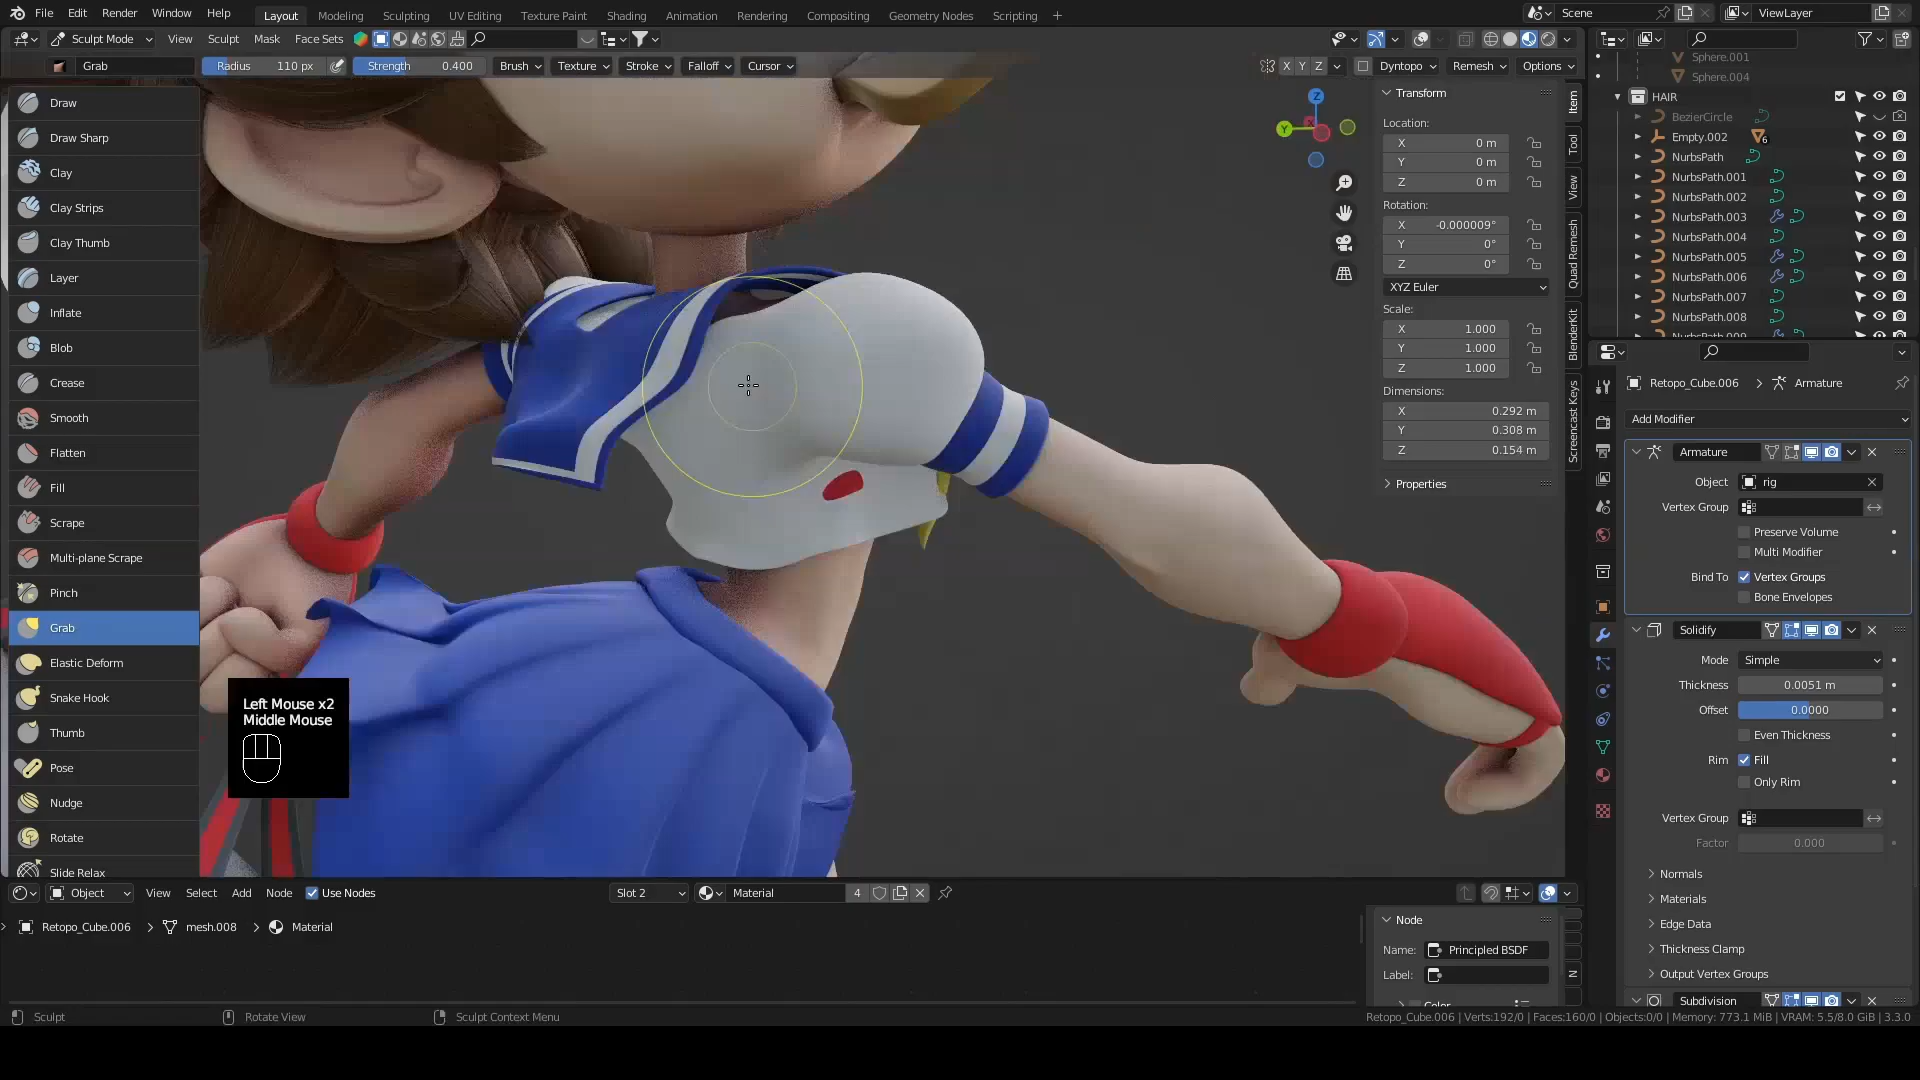 File Edit Render Window Help Layout Modeling Sculpting UV Editing Texture Paint Shading Animation Rendering Compositing Geometry Nodes Scripting + Scene ViewLayer
Sculpt Mode View Sculpt Mask Face Sets
Grab Radius 110 px Strength 0.400 Brush Texture Stroke Falloff Cursor X Y Z Dyntopo Remesh Options
Draw
Draw Sharp
Clay
Clay Strips
Clay Thumb
Layer
Inflate
Blob
Crease
Smooth
Flatten
Fill
Scrape
Multi-plane Scrape
Pinch
Grab
Elastic Deform
Snake Hook
Thumb
Pose
Nudge
Rotate
Slide Relax
Left Mouse x2
Middle Mouse
Z
Y
X
Transform
Location:
X 0 m
Y 0 m
Z 0 m
Rotation:
X -0.000009°
Y 0°
Z 0°
XYZ Euler
Scale:
X 1.000
Y 1.000
Z 1.000
Dimensions:
X 0.292 m
Y 0.308 m
Z 0.154 m
Properties
Item
Tool
View
Quad Remesh
BlenderKit
Screencast Keys
Sphere.001
Sphere.004
HAIR
BezierCircle
Empty.002 6
NurbsPath
NurbsPath.001
NurbsPath.002
NurbsPath.003
NurbsPath.004
NurbsPath.005
NurbsPath.006
NurbsPath.007
NurbsPath.008
NurbsPath.009
Retopo_Cube.006 Armature
Add Modifier
Armature
Object rig
Vertex Group
Preserve Volume
Multi Modifier
Bind To Vertex Groups
Bone Envelopes
Solidify
Mode Simple
Thickness 0.0051 m
Offset 0.0000
Even Thickness
Rim Fill
Only Rim
Vertex Group
Factor 0.000
Normals
Materials
Edge Data
Thickness Clamp
Output Vertex Groups
Subdivision
Object View Select Add Node Use Nodes Slot 2 Material 4
Retopo_Cube.006 mesh.008 Material
Node
Name: Principled BSDF
Label:
Color
N
Sculpt Rotate View Sculpt Context Menu Retopo_Cube.006 | Verts:192/0 | Faces:160/0 | Objects:0/0 | Memory: 773.1 MiB | VRAM: 5.5/8.0 GiB | 3.3.0